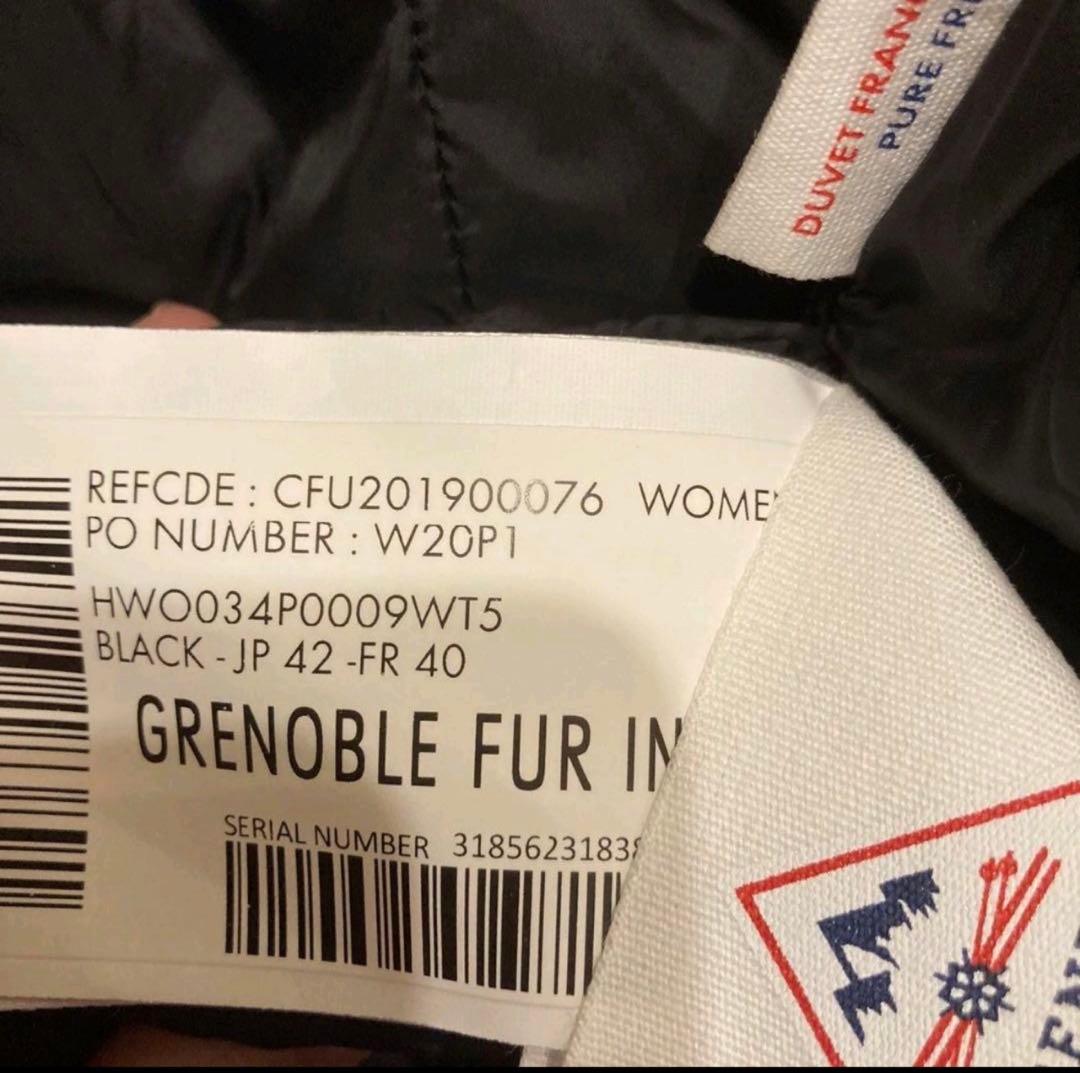 DUVET FRAN
PURE FR
REFCDE : CFU201900076 WOME
PO NUMBER : W20P1
HWO034P0009WT5
BLACK - JP 42 -FR 40
GRENOBLE FUR IN
SERIAL NUMBER 3185623183